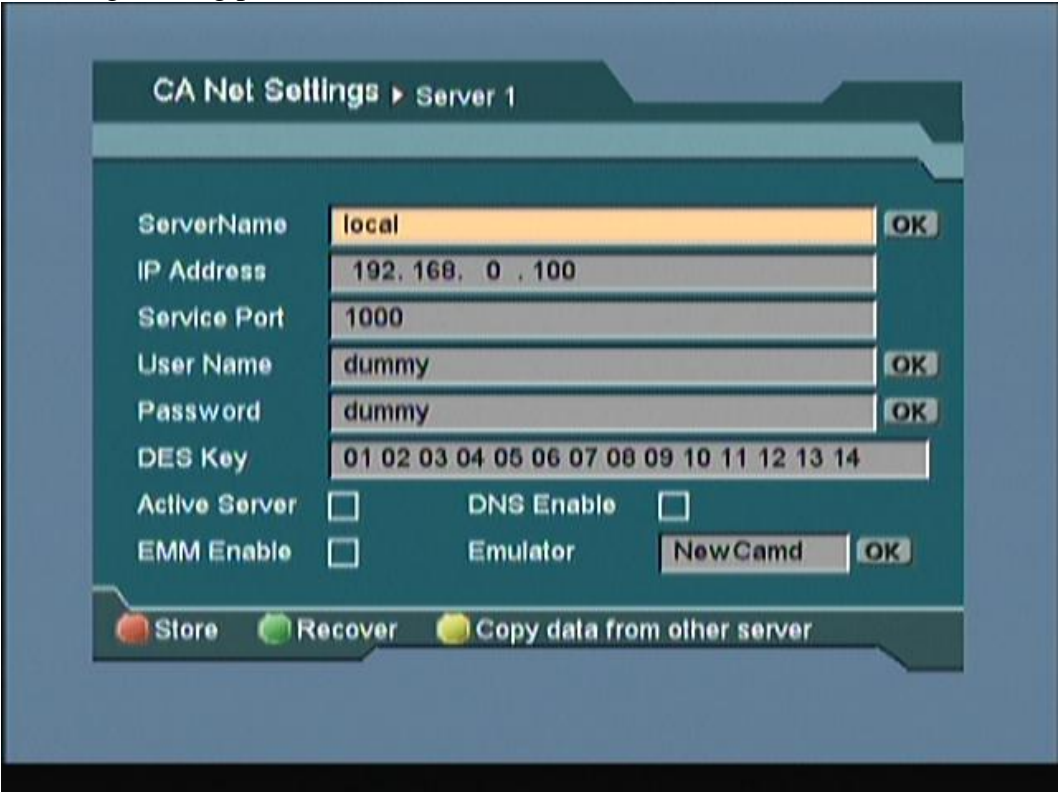 CA Net Settings ▸ Server 1
ServerName local OK
IP Address 192. 168. 0 . 100
Service Port 1000
User Name dummy OK
Password dummy OK
DES Key 01 02 03 04 05 06 07 08 09 10 11 12 13 14
Active Server DNS Enable
EMM Enable Emulator NewCamd OK
Store Recover Copy data from other server